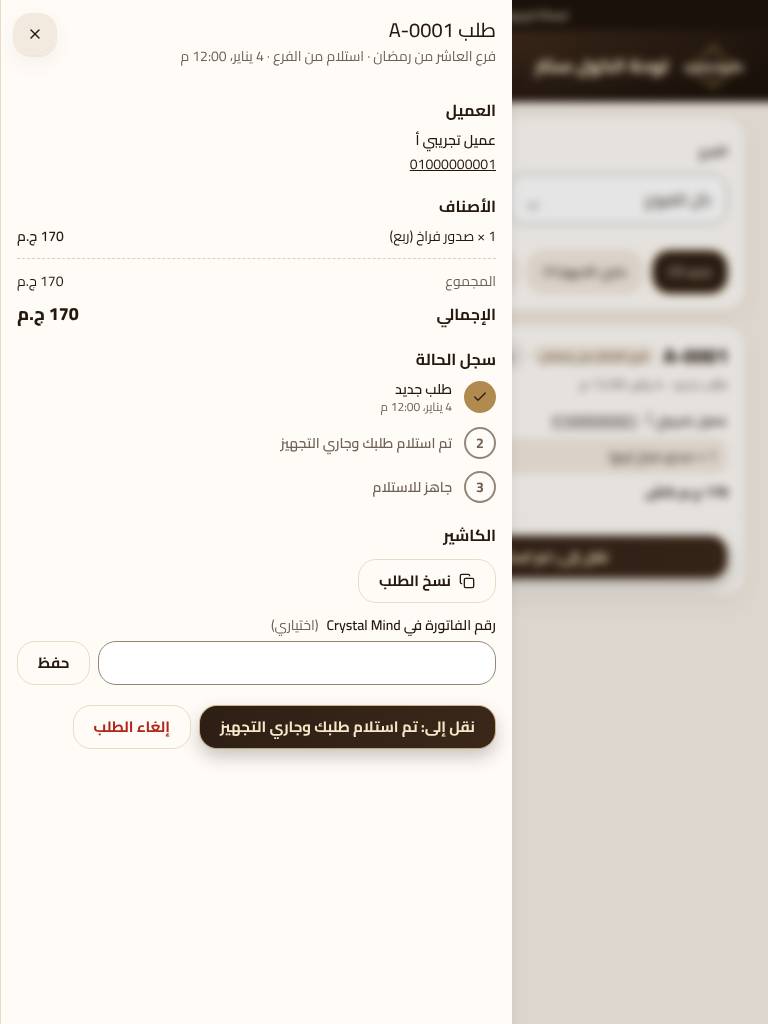 طلب A-0001
فرع العاشر من رمضان · استلام من الفرع · 4 يناير، 12:00 م
العميل
عميل تجريبي أ
01000000001
الأصناف
1 × صدور فراخ (ربع) 170 ج.م
المجموع 170 ج.م
الإجمالي 170 ج.م
سجل الحالة
طلب جديد
4 يناير، 12:00 م
2 تم استلام طلبك وجاري التجهيز
3 جاهز للاستلام
الكاشير
نسخ الطلب
رقم الفاتورة في Crystal Mind (اختياري)
حفظ
نقل إلى: تم استلام طلبك وجاري التجهيز إلغاء الطلب
A-0001